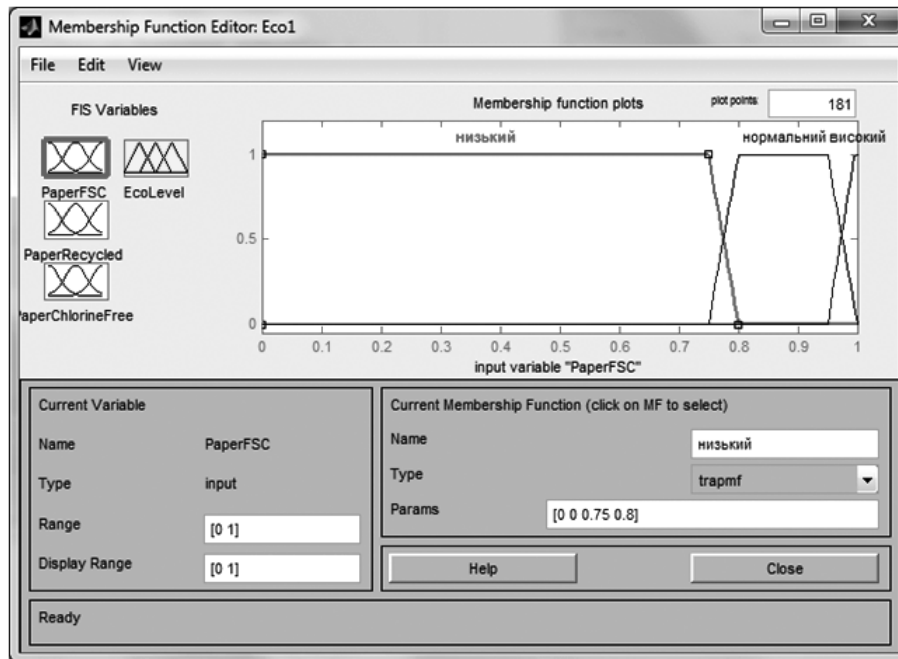 Membership Function Editor: Eco1
File Edit View
FIS Variables
Membership function plots
plot points:
181
PaperFSC
EcoLevel
PaperRecycled
PaperChlorineFree
низький
нормальний високий
1
0.5
0
0 0.1 0.2 0.3 0.4 0.5 0.6 0.7 0.8 0.9 1
input variable "PaperFSC"
Current Variable
Name PaperFSC
Type input
Range [0 1]
Display Range [0 1]
Current Membership Function (click on MF to select)
Name низький
Type trapmf
Params [0 0 0.75 0.8]
Help
Close
Ready